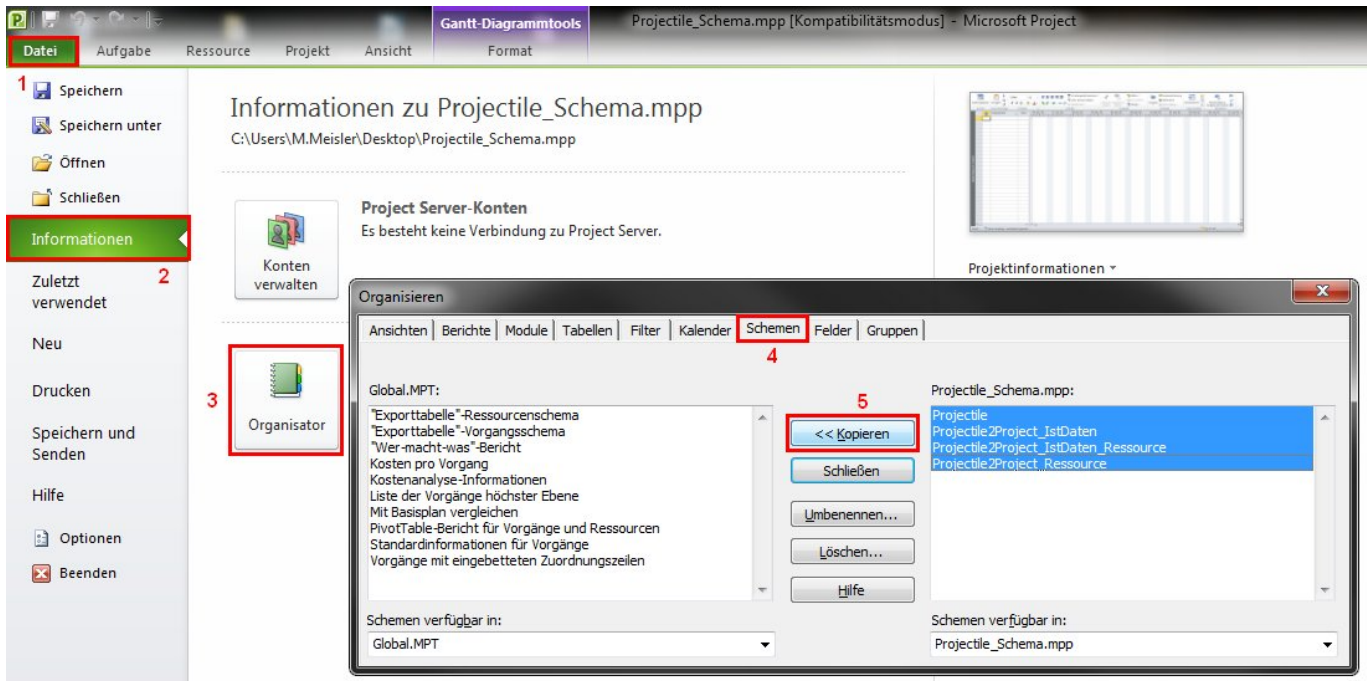 Gantt-Diagrammtools
Projectile_Schema.mpp [Kompatibilitätsmodus] - Microsoft Project
Datei
Aufgabe
Ressource
Projekt
Ansicht
Format
1
Speichern
Speichern unter
Öffnen
Schließen
Informationen
2
Zuletzt
verwendet
Neu
Drucken
Speichern und
Senden
Hilfe
Optionen
Beenden
Informationen zu Projectile_Schema.mpp
C:\Users\M.Meisler\Desktop\Projectile_Schema.mpp
Konten
verwalten
Project Server-Konten
Es besteht keine Verbindung zu Project Server.
3
Organisator
Projektinformationen
Organisieren
Ansichten
Berichte
Module
Tabellen
Filter
Kalender
Schemen
Felder
Gruppen
4
Global.MPT:
"Exporttabelle"-Ressourcenschema
"Exporttabelle"-Vorgangsschema
"Wer-macht-was"-Bericht
Kosten pro Vorgang
Kostenanalyse-Informationen
Liste der Vorgänge höchster Ebene
Mit Basisplan vergleichen
PivotTable-Bericht für Vorgänge und Ressourcen
Standardinformationen für Vorgänge
Vorgänge mit eingebetteten Zuordnungszeilen
Schemen verfügbar in:
Global.MPT
5
<< Kopieren
Schließen
Umbenennen...
Löschen...
Hilfe
Projectile_Schema.mpp:
Projectile
Projectile2Project_IstDaten
Projectile2Project_IstDaten_Ressource
Projectile2Project_Ressource
Schemen verfügbar in:
Projectile_Schema.mpp